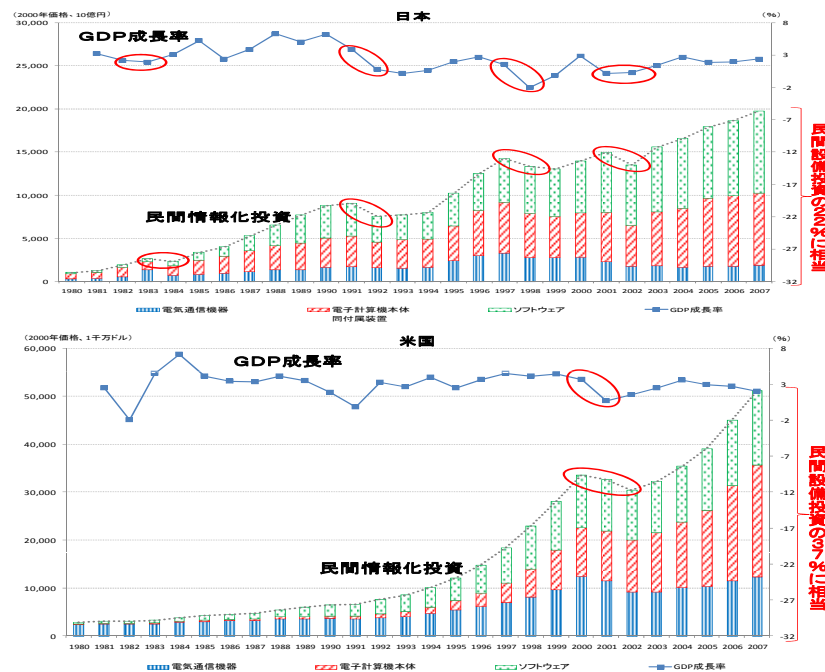 (2000年価格、10億円)
日本
(%)
GDP成長率
30,000
25,000
20,000
15,000
10,000
5,000
0
8
3
-2
-7
-12
-17
-22
-27
-32
民間情報化投資
民間設備投資の22%に相当
1980 1981 1982 1983 1984 1985 1986 1987 1988 1989 1990 1991 1992 1993 1994 1995 1996 1997 1998 1999 2000 2001 2002 2003 2004 2005 2006 2007
電気通信機器 電子計算機本体 同付属装置 ソフトウェア GDP成長率
(2000年価格、1千万ドル)
米国
(%)
GDP成長率
60,000
50,000
40,000
30,000
20,000
10,000
0
8
3
-2
-7
-12
-17
-22
-27
-32
民間情報化投資
民間設備投資の37%に相当
1980 1981 1982 1983 1984 1985 1986 1987 1988 1989 1990 1991 1992 1993 1994 1995 1996 1997 1998 1999 2000 2001 2002 2003 2004 2005 2006 2007
電気通信機器 電子計算機本体 ソフトウェア GDP成長率